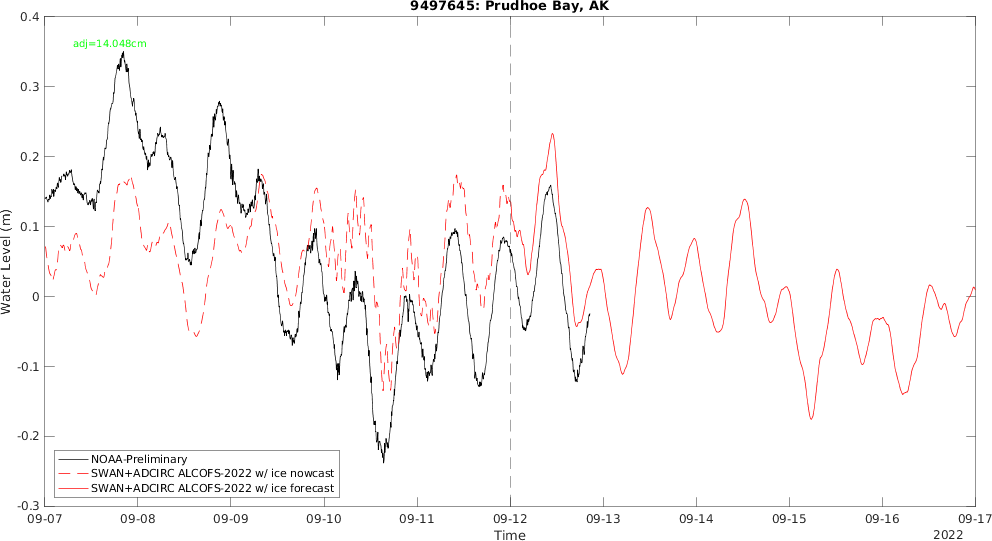 9497645: Prudhoe Bay, AK
adj=14.048cm
0.4
0.3
0.2
0.1
0
-0.1
-0.2
-0.3
Water Level (m)
NOAA-Preliminary
SWAN+ADCIRC ALCOFS-2022 w/ ice nowcast
SWAN+ADCIRC ALCOFS-2022 w/ ice forecast
09-07 09-08 09-09 09-10 09-11 09-12 09-13 09-14 09-15 09-16 09-17
Time
2022